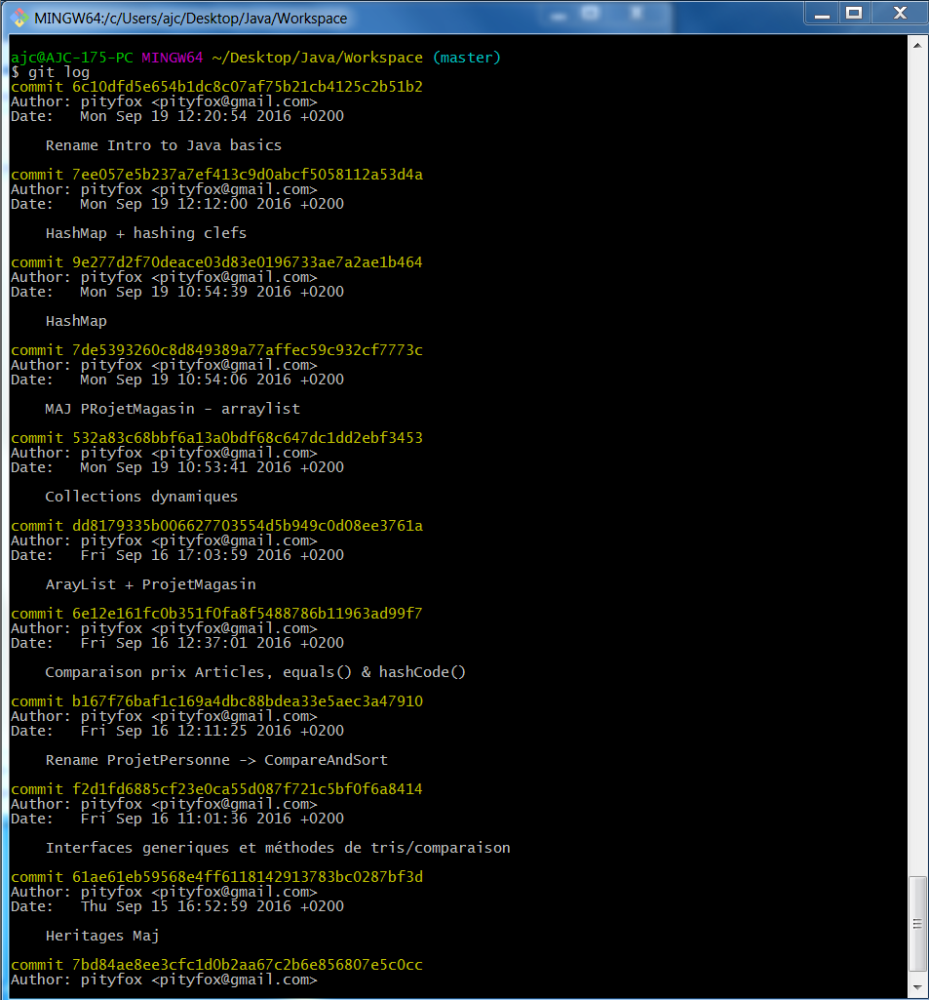 MINGW64:/c/Users/ajc/Desktop/Java/Workspace
ajc@AJC-175-PC MINGW64 ~/Desktop/Java/Workspace (master)
$ git log
commit 6c10dfd5e654b1dc8c07af75b21cb4125c2b51b2
Author: pityfox <pityfox@gmail.com>
Date:   Mon Sep 19 12:20:54 2016 +0200
Rename Intro to Java basics
commit 7ee057e5b237a7ef413c9d0abcf5058112a53d4a
Author: pityfox <pityfox@gmail.com>
Date:   Mon Sep 19 12:12:00 2016 +0200
HashMap + hashing clefs
commit 9e277d2f70deace03d83e0196733ae7a2ae1b464
Author: pityfox <pityfox@gmail.com>
Date:   Mon Sep 19 10:54:39 2016 +0200
HashMap
commit 7de5393260c8d849389a77affec59c932cf7773c
Author: pityfox <pityfox@gmail.com>
Date:   Mon Sep 19 10:54:06 2016 +0200
MAJ PRojetMagasin - arraylist
commit 532a83c68bbf6a13a0bdf68c647dc1dd2ebf3453
Author: pityfox <pityfox@gmail.com>
Date:   Mon Sep 19 10:53:41 2016 +0200
Collections dynamiques
commit dd8179335b006627703554d5b949c0d08ee3761a
Author: pityfox <pityfox@gmail.com>
Date:   Fri Sep 16 17:03:59 2016 +0200
ArayList + ProjetMagasin
commit 6e12e161fc0b351f0fa8f5488786b11963ad99f7
Author: pityfox <pityfox@gmail.com>
Date:   Fri Sep 16 12:37:01 2016 +0200
Comparaison prix Articles, equals() & hashCode()
commit b167f76baf1c169a4dbc88bdea33e5aec3a47910
Author: pityfox <pityfox@gmail.com>
Date:   Fri Sep 16 12:11:25 2016 +0200
Rename ProjetPersonne -> CompareAndSort
commit f2d1fd6885cf23e0ca55d087f721c5bf0f6a8414
Author: pityfox <pityfox@gmail.com>
Date:   Fri Sep 16 11:01:36 2016 +0200
Interfaces generiques et méthodes de tris/comparaison
commit 61ae61eb59568e4ff6118142913783bc0287bf3d
Author: pityfox <pityfox@gmail.com>
Date:   Thu Sep 15 16:52:59 2016 +0200
Heritages Maj
commit 7bd84ae8ee3cfc1d0b2aa67c2b6e856807e5c0cc
Author: pityfox <pityfox@gmail.com>